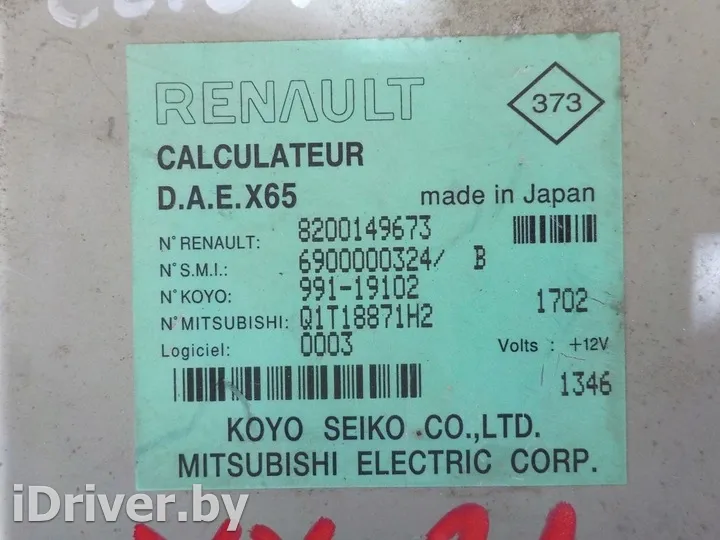 RENAULT
373
CALCULATEUR
D.A.E.X65 made in Japan
N° RENAULT: 8200149673
N° S.M.I.: 6900000324/ B
N° KOYO: 991-19102
1702
N° MITSUBISHI: Q1T18871H2
Logiciel: 0003 Volts : +12V
1346
KOYO SEIKO CO.,LTD.
MITSUBISHI ELECTRIC CORP.
iDriver.by